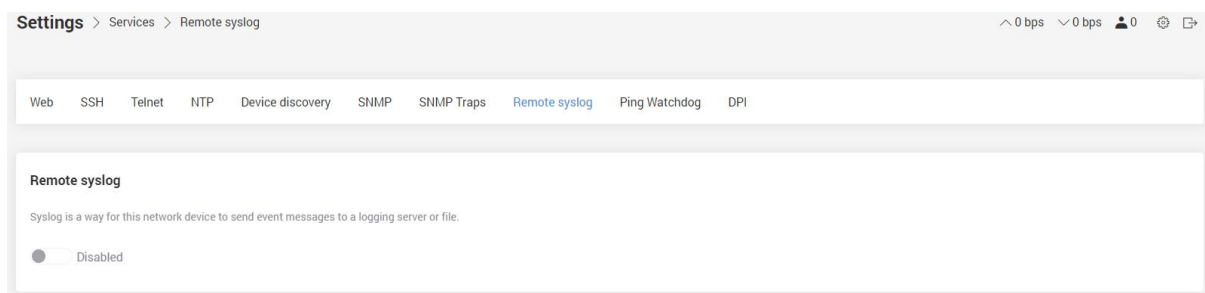 Settings > Services > Remote syslog 0 bps 0 bps 0
Web SSH Telnet NTP Device discovery SNMP SNMP Traps Remote syslog Ping Watchdog DPI
Remote syslog
Syslog is a way for this network device to send event messages to a logging server or file.
Disabled